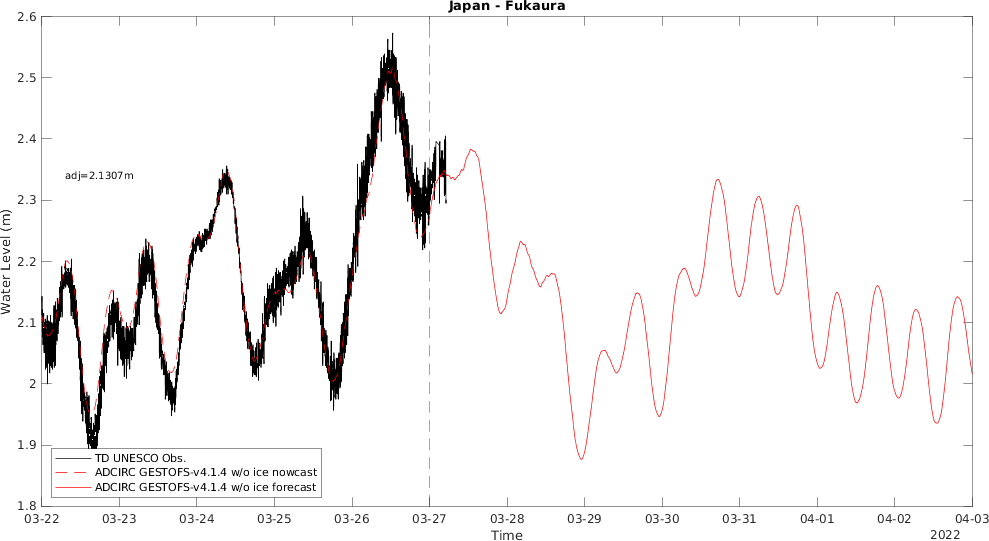 Japan - Fukaura
2.6
2.5
2.4
2.3
2.2
2.1
2
1.9
1.8
Water Level (m)
adj=2.1307m
TD UNESCO Obs.
ADCIRC GESTOFS-v4.1.4 w/o ice nowcast
ADCIRC GESTOFS-v4.1.4 w/o ice forecast
03-22 03-23 03-24 03-25 03-26 03-27 03-28 03-29 03-30 03-31 04-01 04-02 04-03
Time
2022